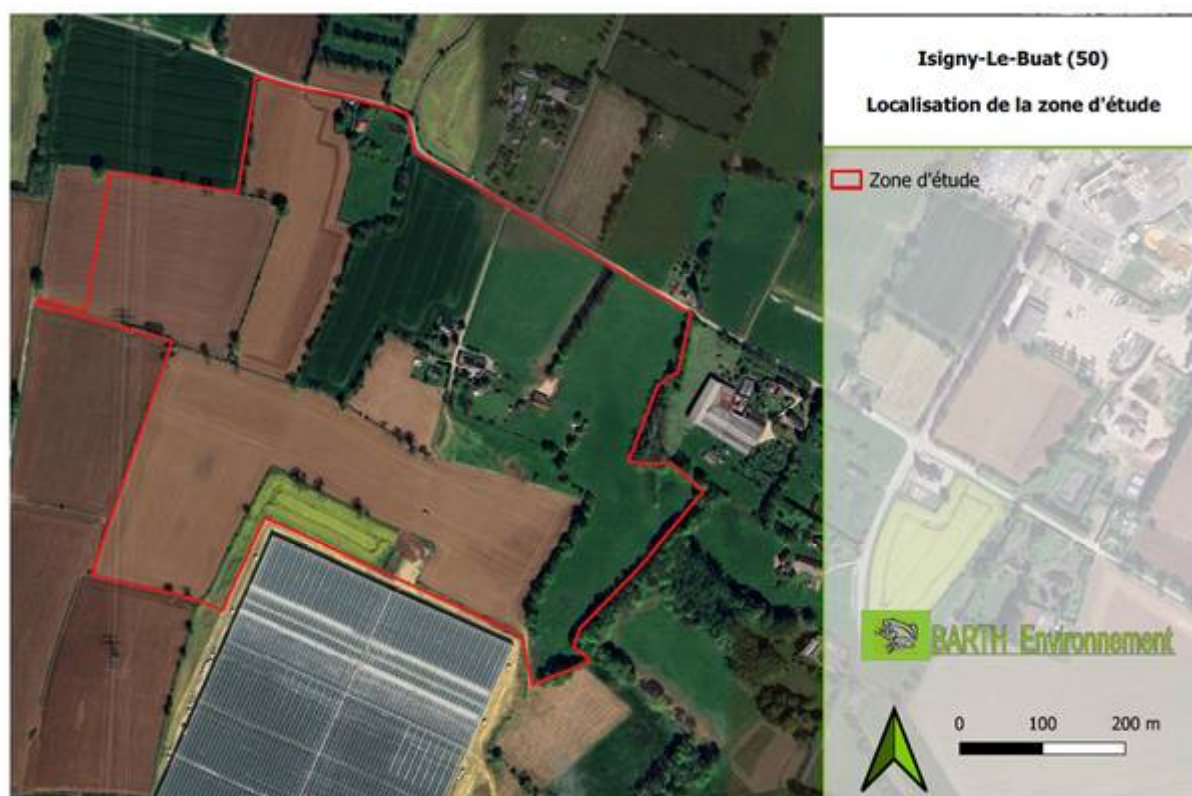 Isigny-Le-Buat (50)
Localisation de la zone d'étude
Zone d'étude
BARTH Environnement
0 100 200 m